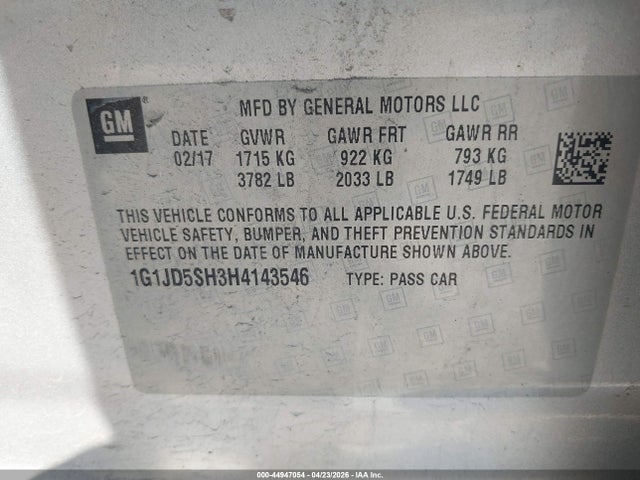 GM
MFD BY GENERAL MOTORS LLC
DATE GVWR GAWR FRT GAWR RR
02/17 1715 KG 922 KG 793 KG
3782 LB 2033 LB 1749 LB
THIS VEHICLE CONFORMS TO ALL APPLICABLE U.S. FEDERAL MOTOR
VEHICLE SAFETY, BUMPER, AND THEFT PREVENTION STANDARDS IN
EFFECT ON THE DATE OF MANUFACTURE SHOWN ABOVE.
1G1JD5SH3H4143546 TYPE: PASS CAR
000-44947054 - 04/23/2026 - IAA Inc.